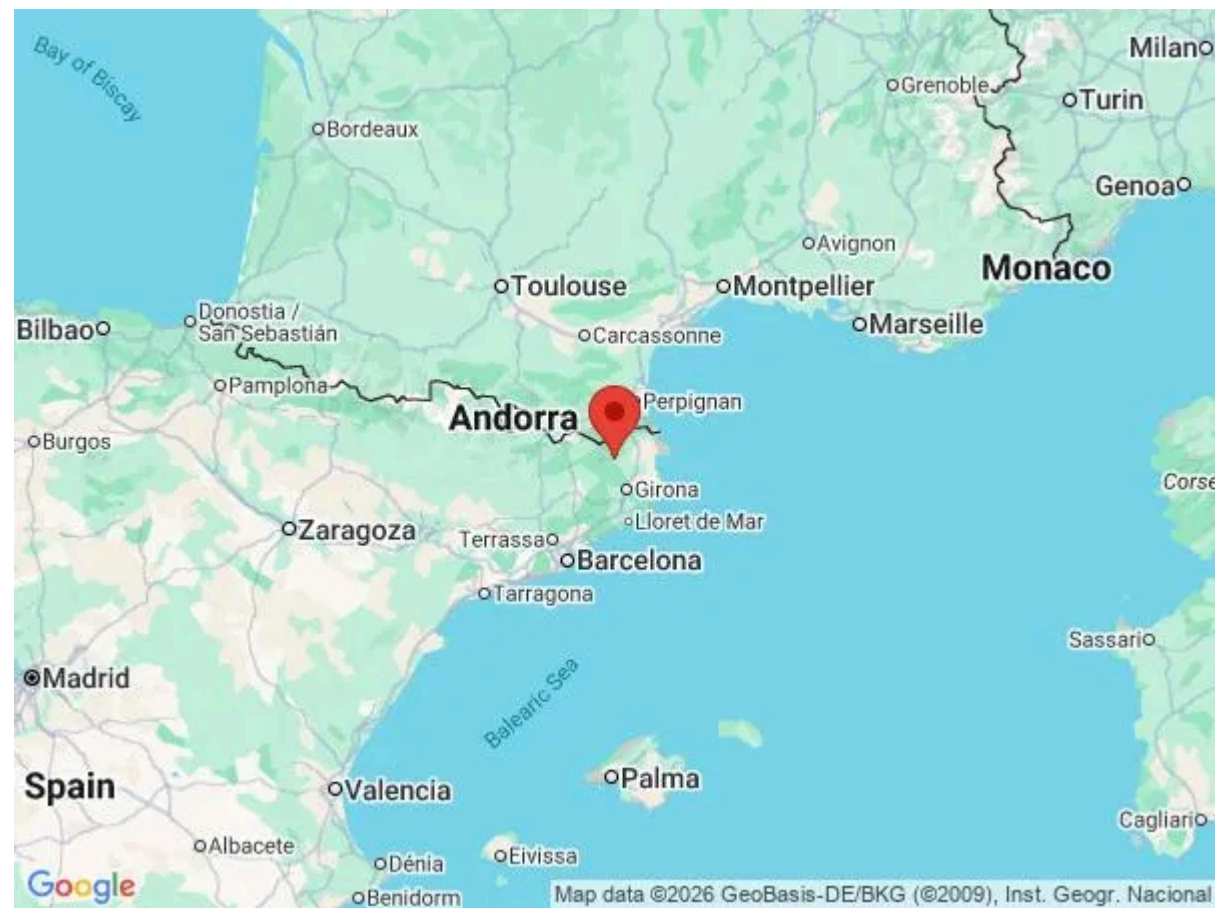 Bay of Biscay
Milan
Grenoble
Turin
Bordeaux
Genoa
Avignon
Monaco
Toulouse
Montpellier
Donostia /
San Sebastián
Bilbao
Marseille
Carcassonne
Pamplona
Perpignan
Andorra
Burgos
Corse
Girona
Lloret de Mar
Zaragoza
Terrassa
Barcelona
Tarragona
Sassari
Madrid
Balearic Sea
Palma
Spain
Valencia
Cagliari
Albacete
Eivissa
Dénia
Google
Benidorm
Map data ©2026 GeoBasis-DE/BKG (©2009), Inst. Geogr. Nacional